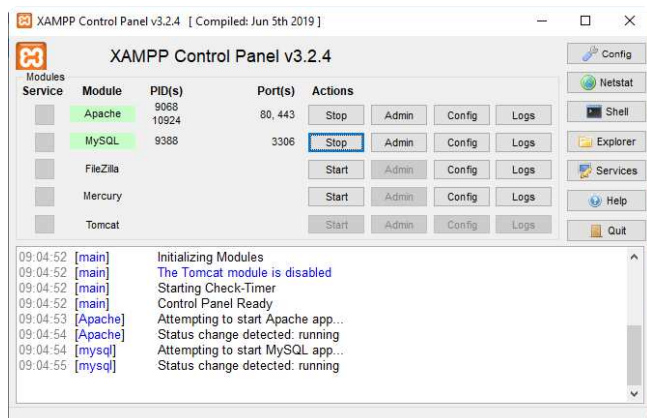 XAMPP Control Panel v3.2.4 [ Compiled: Jun 5th 2019 ]
XAMPP Control Panel v3.2.4
Config
Modules
Service Module PID(s) Port(s) Actions
Netstat
Apache 9068 10924 80, 443 Stop Admin Config Logs
Shell
MySQL 9388 3306 Stop Admin Config Logs
Explorer
FileZilla Start Admin Config Logs
Services
Mercury Start Admin Config Logs
Help
Tomcat Start Admin Config Logs
Quit
09:04:52 [main] Initializing Modules
09:04:52 [main] The Tomcat module is disabled
09:04:52 [main] Starting Check-Timer
09:04:52 [main] Control Panel Ready
09:04:53 [Apache] Attempting to start Apache app...
09:04:54 [Apache] Status change detected: running
09:04:54 [mysql] Attempting to start MySQL app...
09:04:55 [mysql] Status change detected: running